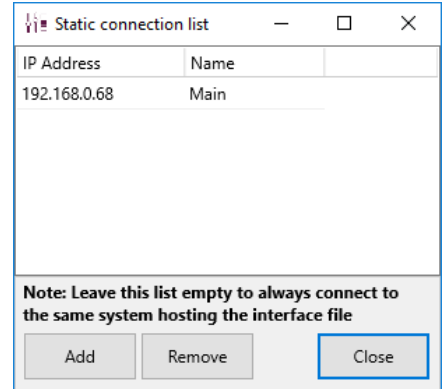 Static connection list
IP Address Name
192.168.0.68 Main
Note: Leave this list empty to always connect to
the same system hosting the interface file
Add Remove Close